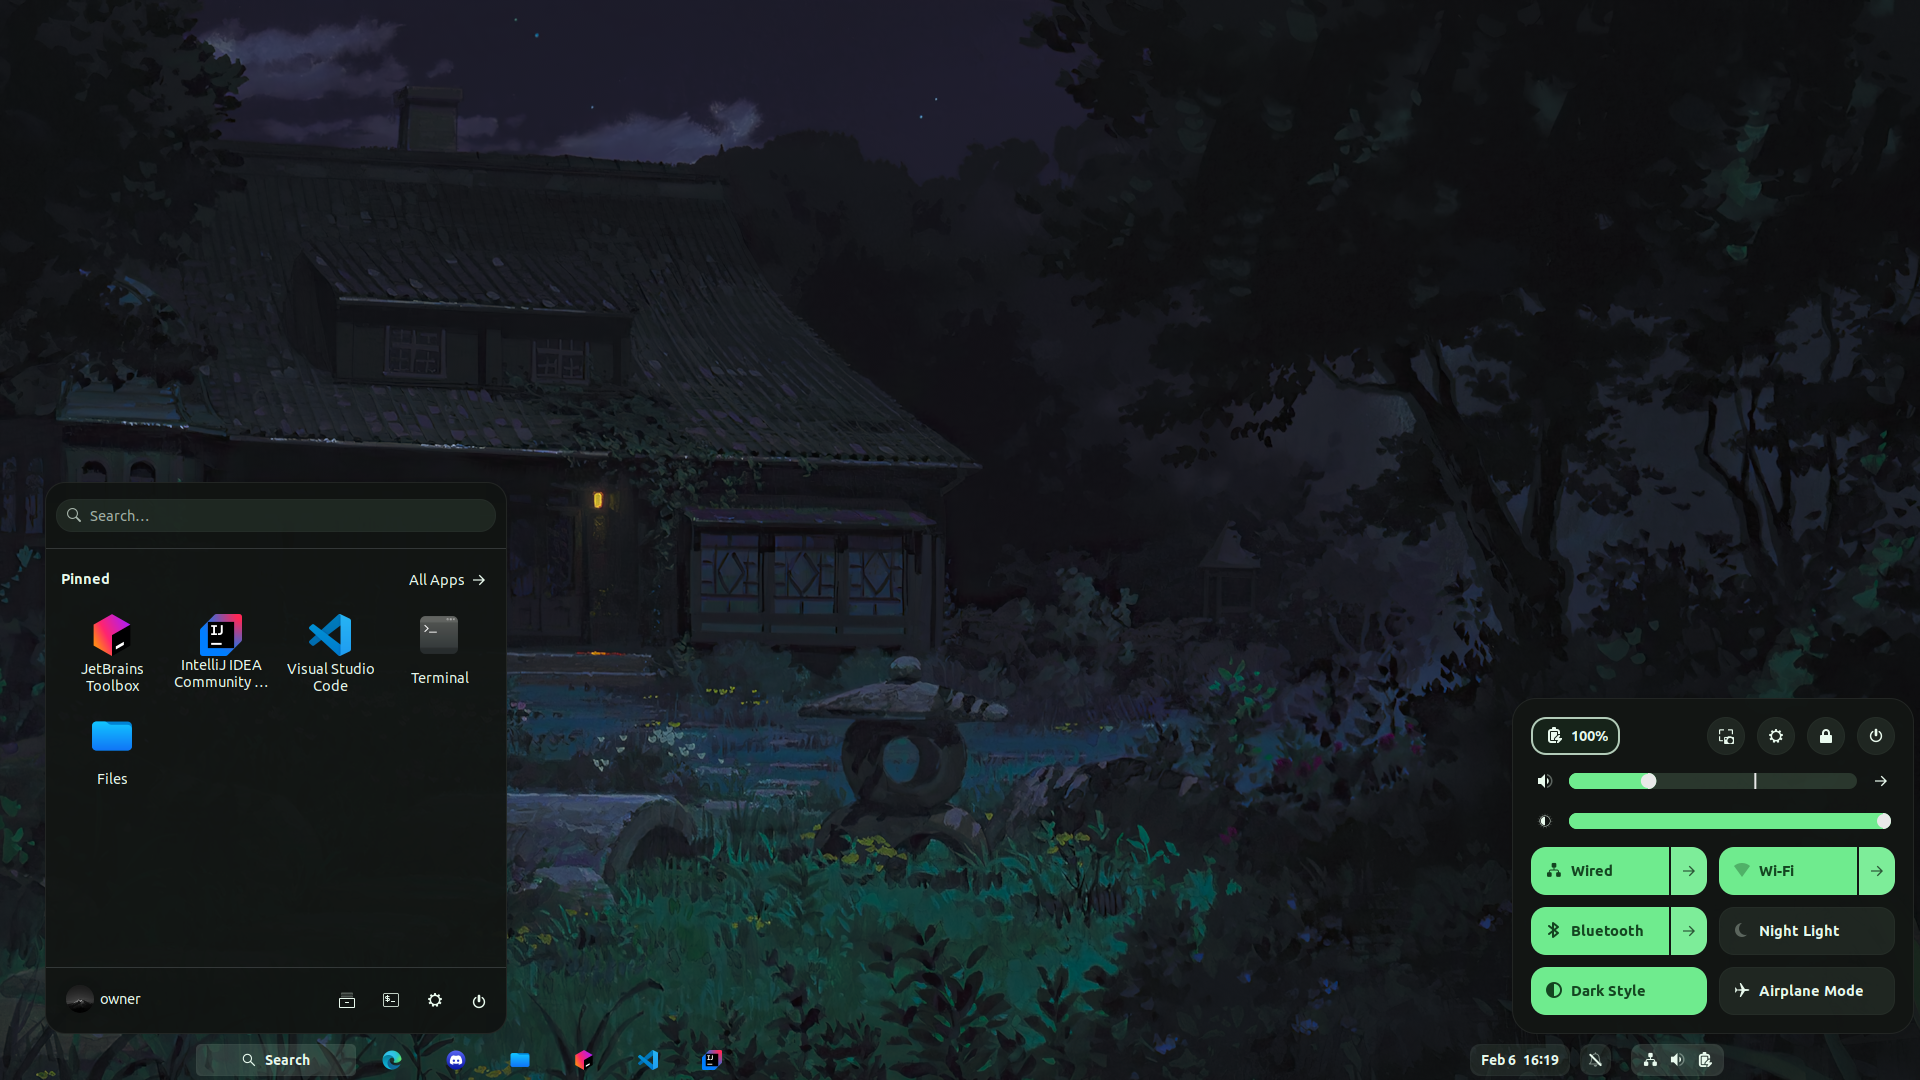 Search...
Pinned
All Apps
JetBrains
Toolbox
IntelliJ IDEA
Community ...
Visual Studio
Code
Terminal
Files
owner
Search
100%
Wired
Wi-Fi
Bluetooth
Night Light
Dark Style
Airplane Mode
Feb 6 16:19